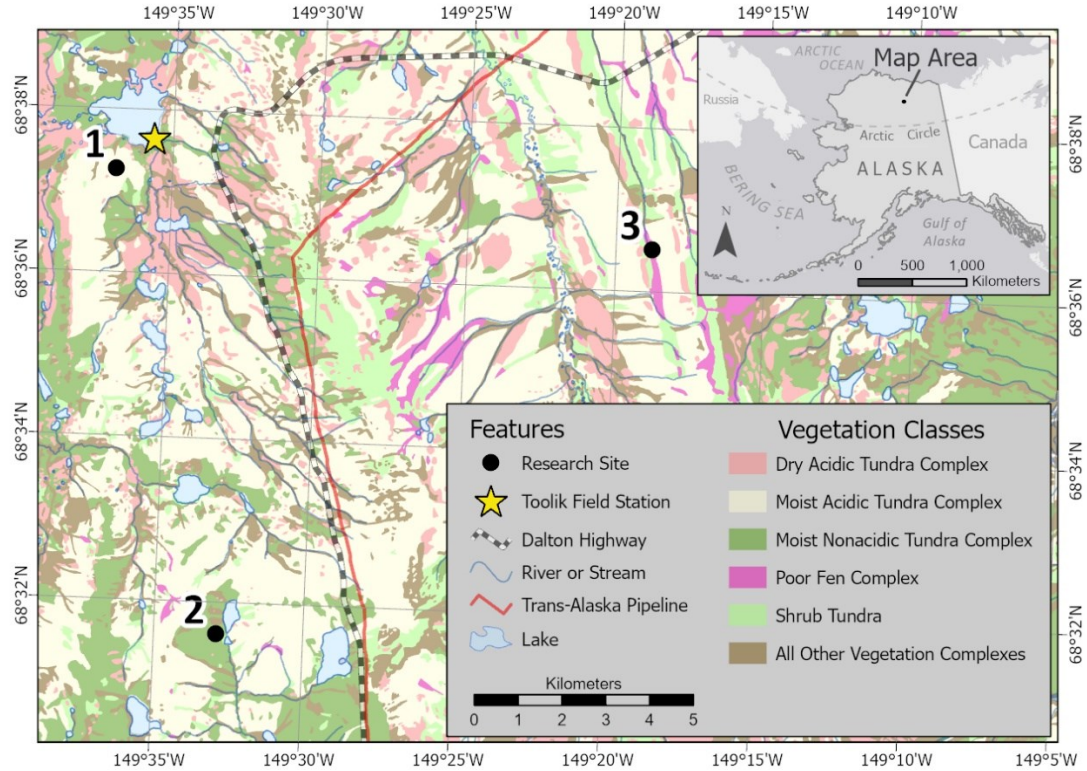 149°35'W 149°30'W 149°25'W 149°20'W 149°15'W 149°10'W
68°38'N
68°36'N
68°34'N
68°32'N
68°38'N
68°36'N
68°34'N
68°32'N
1
2
3
ARCTIC
OCEAN
Map Area
Russia
Arctic Circle
Canada
ALASKA
BERING SEA
N
Gulf of
Alaska
0 500 1,000
Kilometers
Features
Research Site
Toolik Field Station
Dalton Highway
River or Stream
Trans-Alaska Pipeline
Lake
Kilometers
0 1 2 3 4 5
Vegetation Classes
Dry Acidic Tundra Complex
Moist Acidic Tundra Complex
Moist Nonacidic Tundra Complex
Poor Fen Complex
Shrub Tundra
All Other Vegetation Complexes
149°35'W 149°30'W 149°25'W 149°20'W 149°15'W 149°10'W 149°5'W